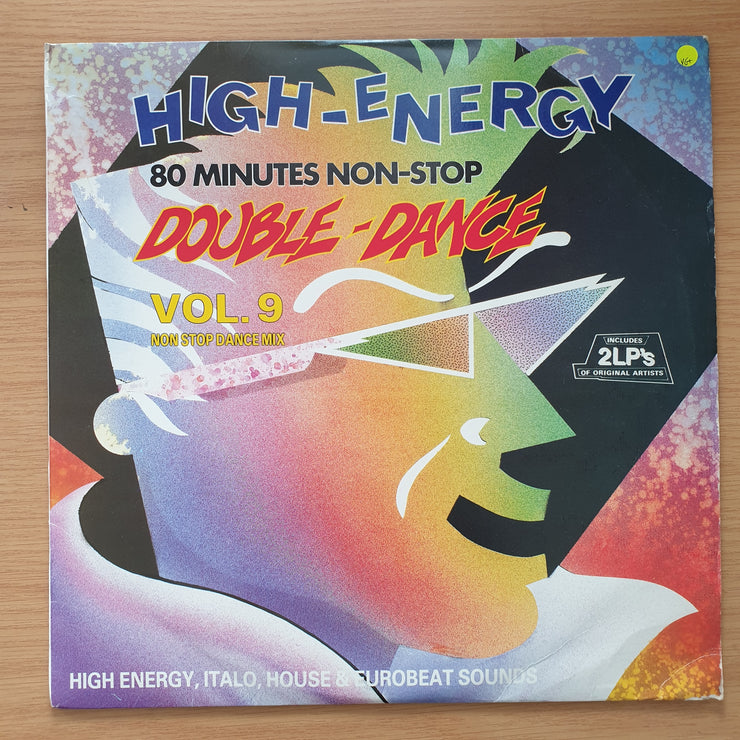 VG+
HIGH-ENERGY
80 MINUTES NON-STOP
DOUBLE-DANCE
VOL. 9
NON STOP DANCE MIX
INCLUDES
2LP's
OF ORIGINAL ARTISTS
HIGH ENERGY, ITALO, HOUSE & EUROBEAT SOUNDS